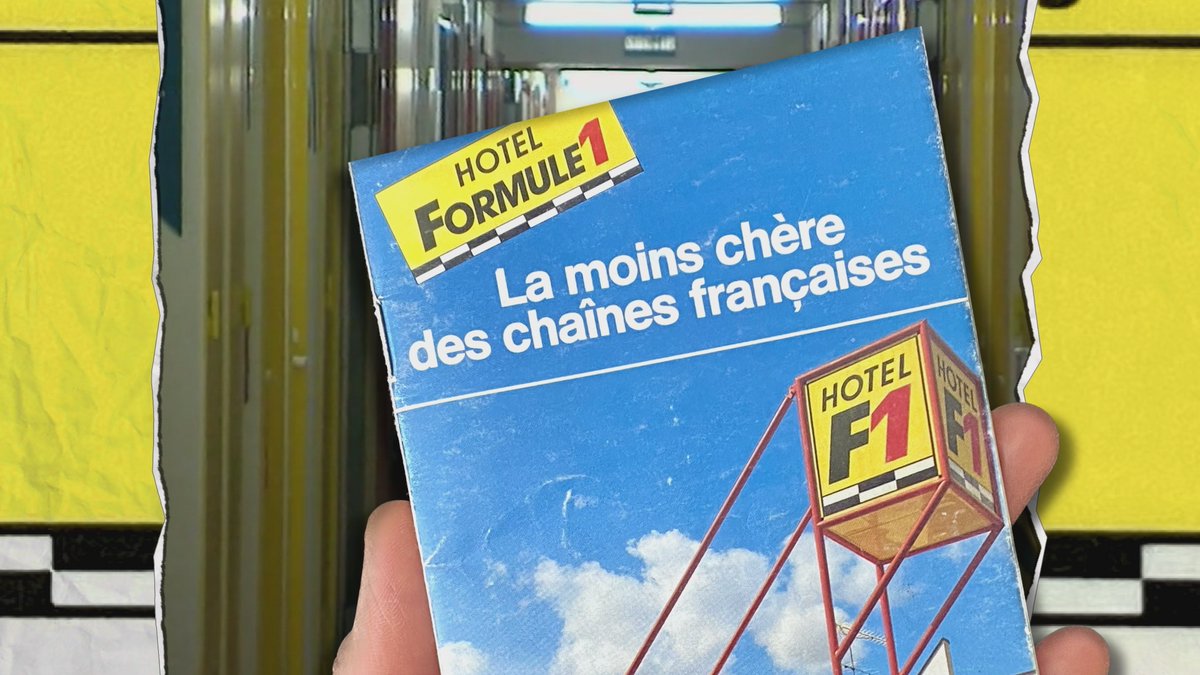 HOTEL
FORMULE1
La moins chère
des chaînes françaises
HOTEL
F1
HOTEL
F1